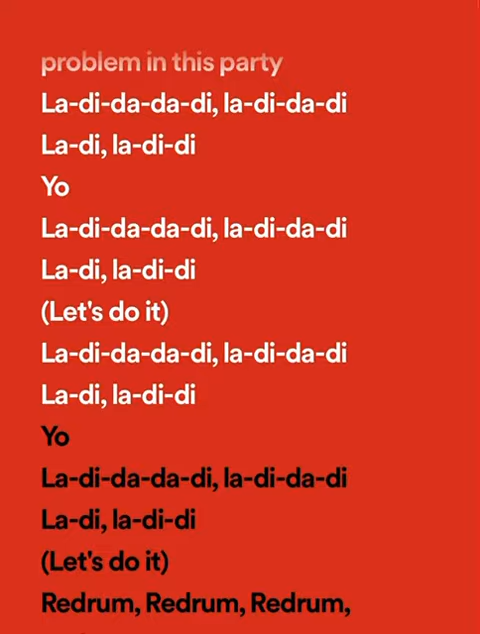 problem in this party
La-di-da-da-di, la-di-da-di
La-di, la-di-di
Yo
La-di-da-da-di, la-di-da-di
La-di, la-di-di
(Let's do it)
La-di-da-da-di, la-di-da-di
La-di, la-di-di
Yo
La-di-da-da-di, la-di-da-di
La-di, la-di-di
(Let's do it)
Redrum, Redrum, Redrum,